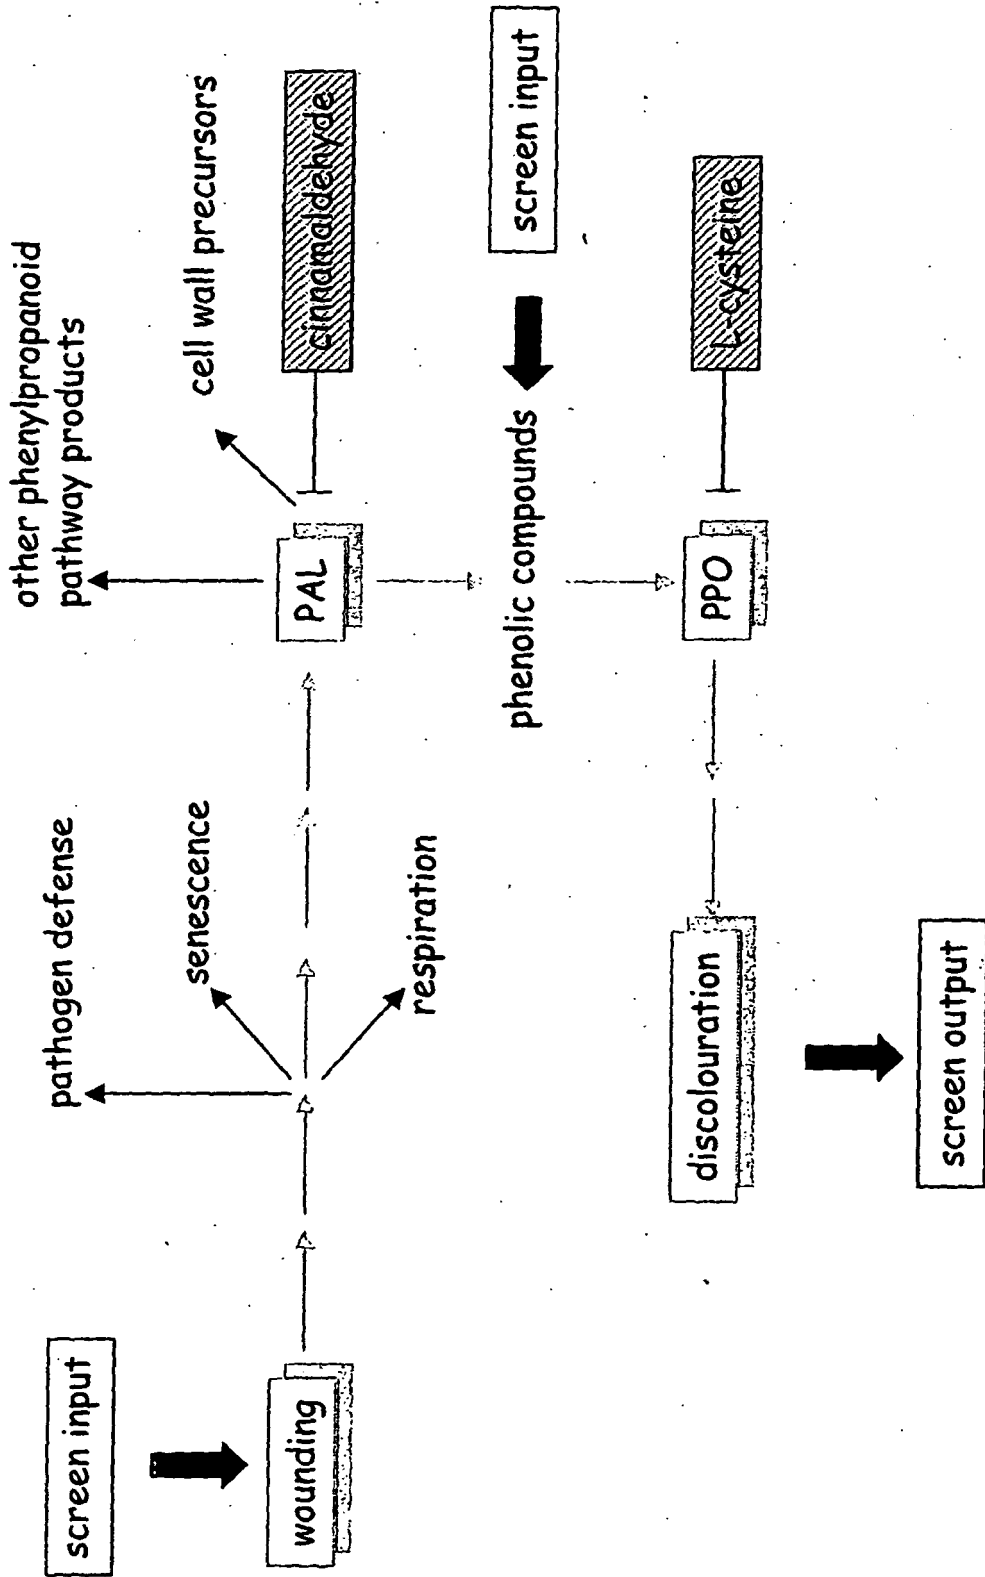 other phenylpropanoid
pathway products
pathogen defense
screen input
cell wall precursors
senescence
wounding
PAL
cinnamaldehyde
respiration
screen input
phenolic compounds
discolouration
PPO
L-cysteine
screen output